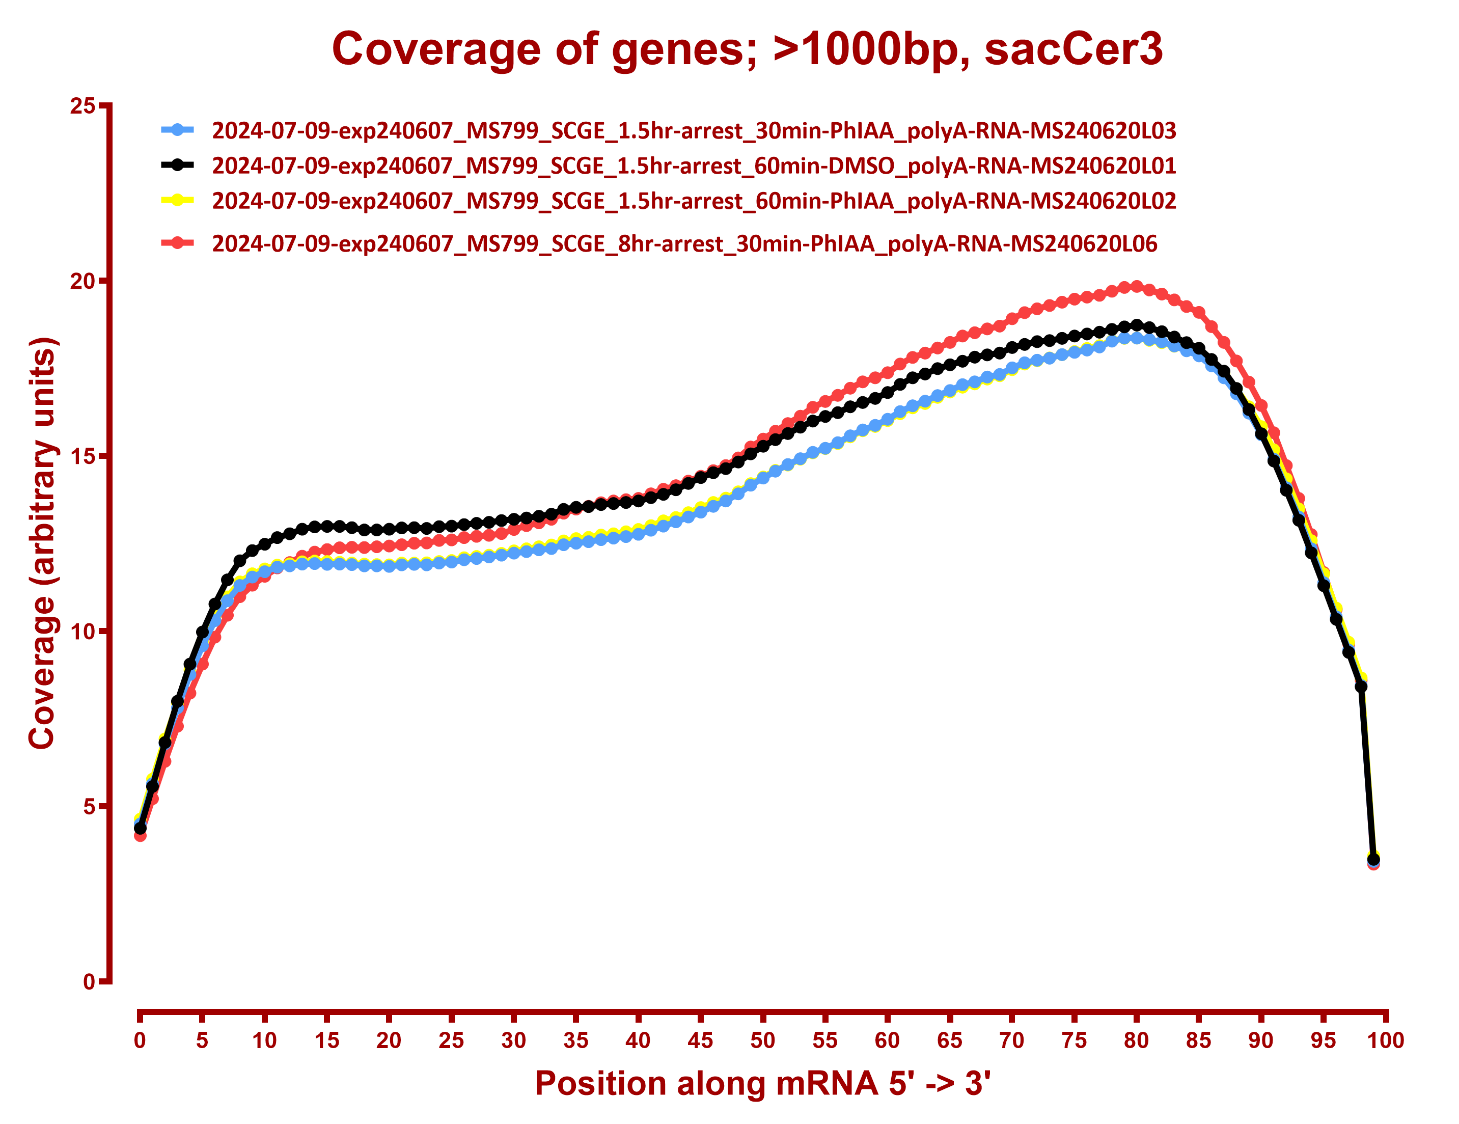 Coverage of genes; >1000bp, sacCer3
25
2024-07-09-exp240607_MS799_SCGE_1.5hr-arrest_30min-PhIAA_polyA-RNA-MS240620L03
2024-07-09-exp240607_MS799_SCGE_1.5hr-arrest_60min-DMSO_polyA-RNA-MS240620L01
2024-07-09-exp240607_MS799_SCGE_1.5hr-arrest_60min-PhIAA_polyA-RNA-MS240620L02
2024-07-09-exp240607_MS799_SCGE_8hr-arrest_30min-PhIAA_polyA-RNA-MS240620L06
20
15
10
5
0
Coverage (arbitrary units)
0 5 10 15 20 25 30 35 40 45 50 55 60 65 70 75 80 85 90 95 100
Position along mRNA 5' -> 3'